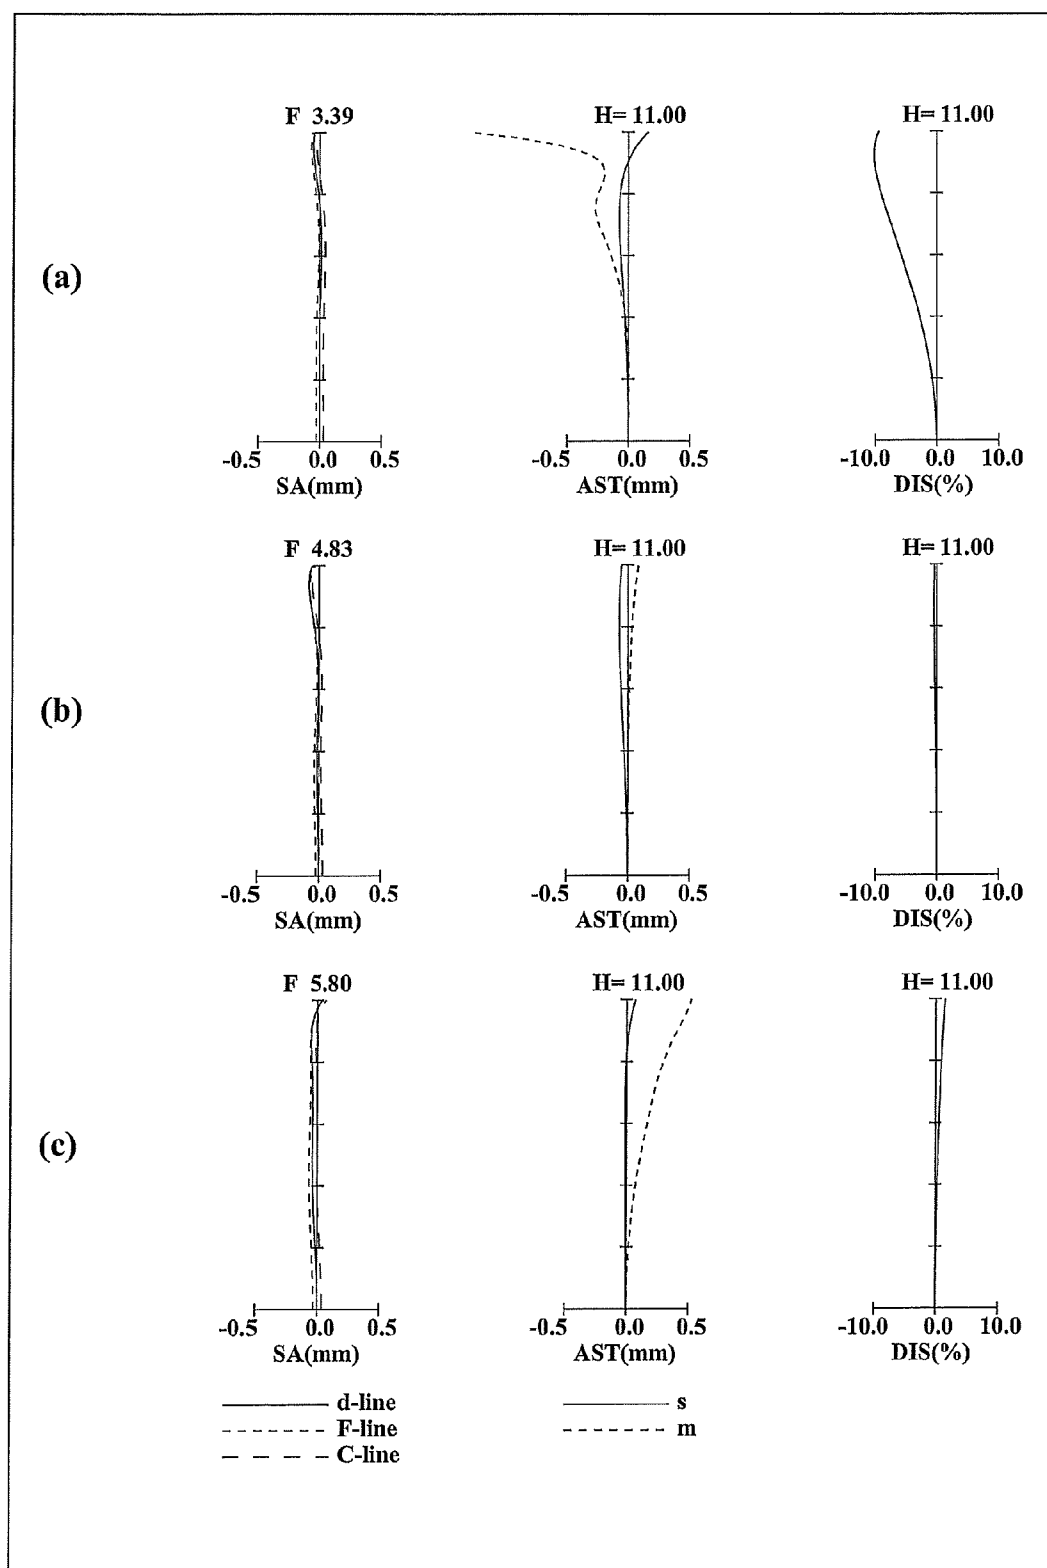 F 3.39
H= 11.00
H= 11.00
(a)
-0.5 0.0 0.5
SA(mm)
-0.5 0.0 0.5
AST(mm)
-10.0 0.0 10.0
DIS(%)
F 4.83
H= 11.00
H= 11.00
(b)
-0.5 0.0 0.5
SA(mm)
-0.5 0.0 0.5
AST(mm)
-10.0 0.0 10.0
DIS(%)
F 5.80
H= 11.00
H= 11.00
(c)
-0.5 0.0 0.5
SA(mm)
-0.5 0.0 0.5
AST(mm)
-10.0 0.0 10.0
DIS(%)
d-line
F-line
C-line
s
m